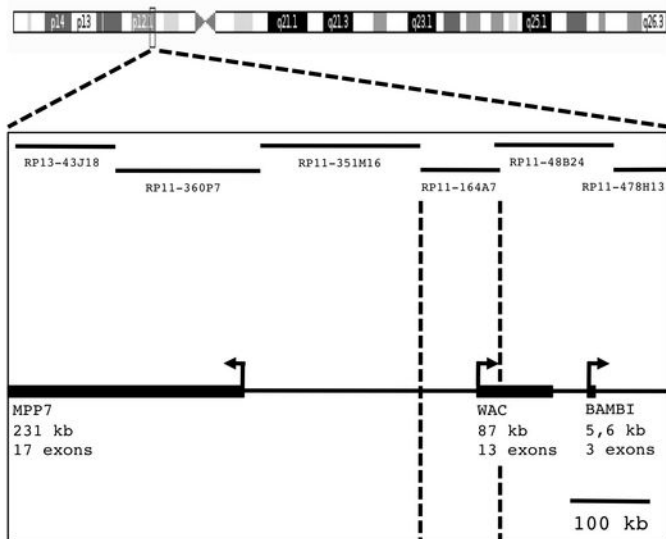 p14 p13 p12.1 q21.1 q21.3 q23.1 q25.1 q26.3
RP13-43J18 RP11-351M16 RP11-48B24
RP11-360P7 RP11-164A7 RP11-478H13
MPP7 WAC BAMBI
231 kb 87 kb 5,6 kb
17 exons 13 exons 3 exons
100 kb